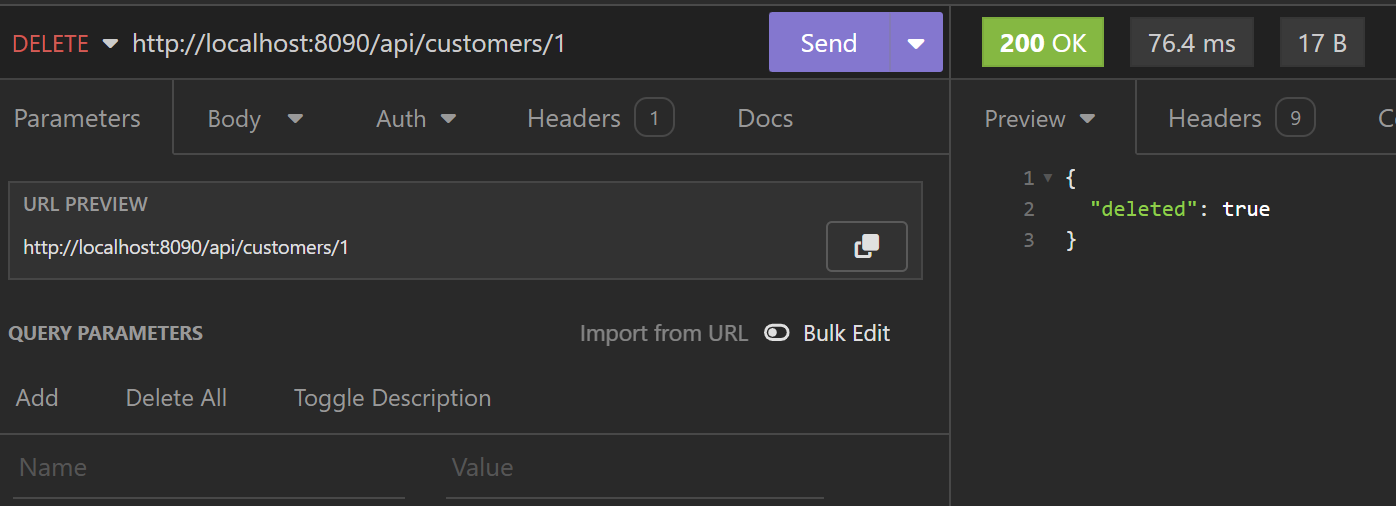 DELETE http://localhost:8090/api/customers/1 Send
Parameters Body Auth Headers 1 Docs
URL PREVIEW
http://localhost:8090/api/customers/1
QUERY PARAMETERS Import from URL Bulk Edit
Add Delete All Toggle Description
Name Value
200 OK 76.4 ms 17 B
Preview Headers 9
1 {
2 "deleted": true
3 }